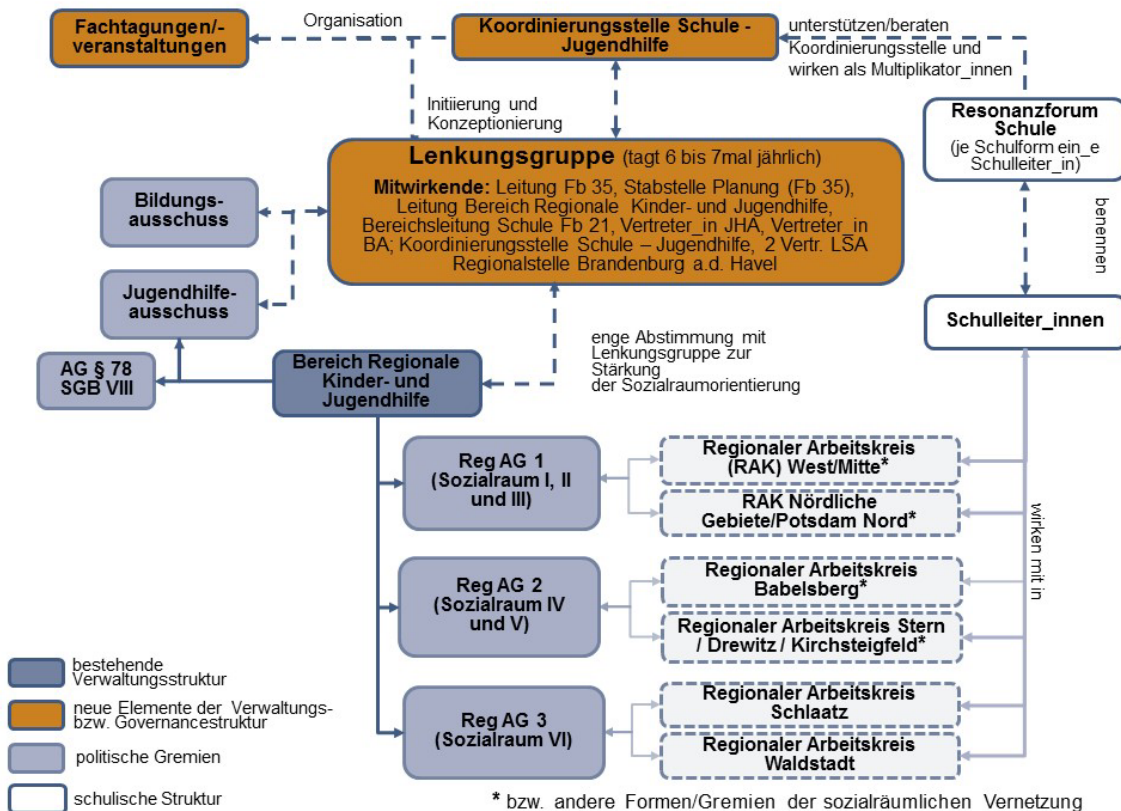 Fachtagungen/-
veranstaltungen
Organisation
Koordinierungsstelle Schule -
Jugendhilfe
unterstützen/beraten
Koordinierungsstelle und
wirken als Multiplikator_innen
Initiierung und
Konzeptionierung
Resonanzforum
Schule
(je Schulform ein_e
Schulleiter_in)
Lenkungsgruppe (tagt 6 bis 7mal jährlich)
Mitwirkende: Leitung Fb 35, Stabstelle Planung (Fb 35),
Leitung Bereich Regionale Kinder- und Jugendhilfe,
Bereichsleitung Schule Fb 21, Vertreter_in JHA, Vertreter_in
BA; Koordinierungsstelle Schule – Jugendhilfe, 2 Vertr. LSA
Regionalstelle Brandenburg a.d. Havel
Bildungs-
ausschuss
benennen
Jugendhilfe-
ausschuss
Schulleiter_innen
AG § 78
SGB VIII
Bereich Regionale
Kinder- und
Jugendhilfe
enge Abstimmung mit
Lenkungsgruppe zur
Stärkung
der Sozialraumorientierung
Reg AG 1
(Sozialraum I, II
und III)
Regionaler Arbeitskreis
(RAK) West/Mitte*
RAK Nördliche
Gebiete/Potsdam Nord*
wirken mit in
Reg AG 2
(Sozialraum IV
und V)
Regionaler Arbeitskreis
Babelsberg*
Regionaler Arbeitskreis Stern
/ Drewitz / Kirchsteigfeld*
Reg AG 3
(Sozialraum VI)
Regionaler Arbeitskreis
Schlaatz
Regionaler Arbeitskreis
Waldstadt
bestehende
Verwaltungsstruktur
neue Elemente der Verwaltungs-
bzw. Governancestruktur
politische Gremien
schulische Struktur
* bzw. andere Formen/Gremien der sozialräumlichen Vernetzung